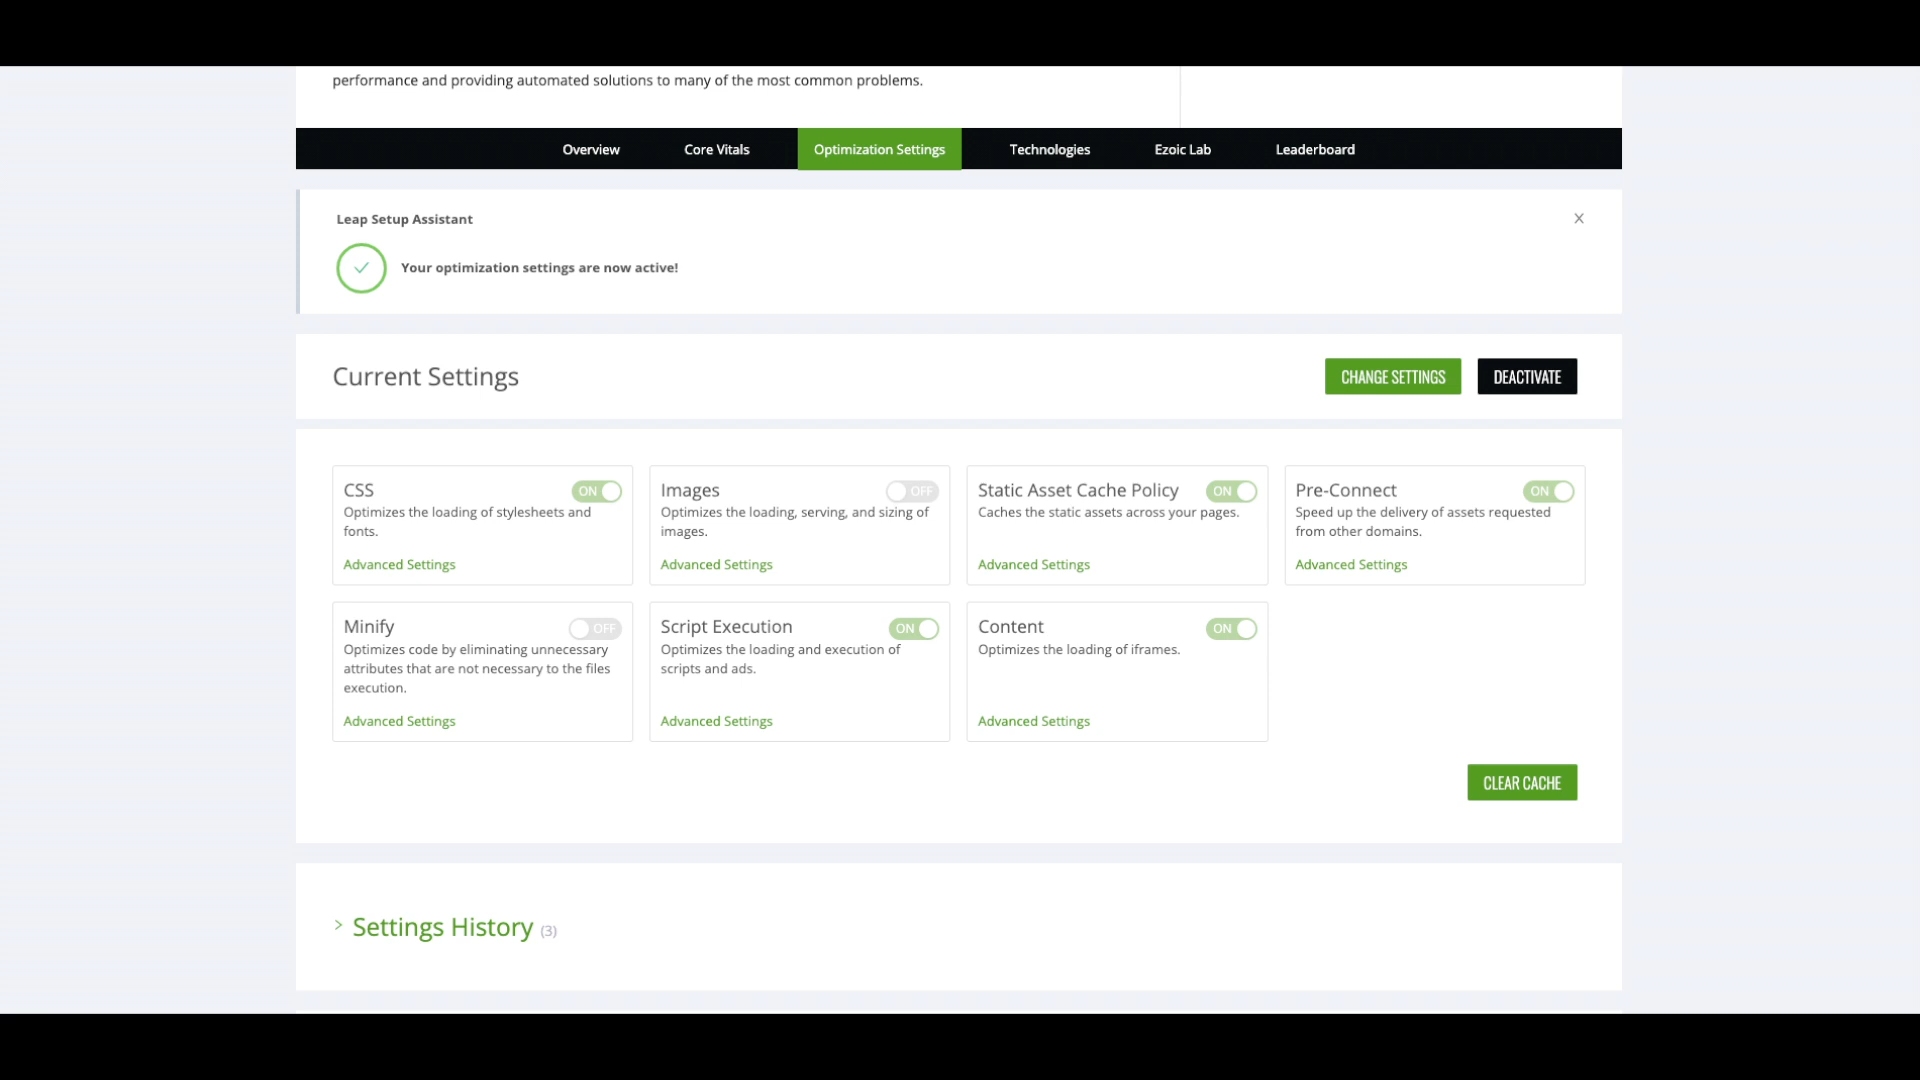 performance and providing automated solutions to many of the most common problems.
Overview Core Vitals Optimization Settings Technologies Ezoic Lab Leaderboard
Leap Setup Assistant X
Your optimization settings are now active!
Current Settings CHANGE SETTINGS DEACTIVATE
CSS ON
Optimizes the loading of stylesheets and
fonts.
Advanced Settings
Images OFF
Optimizes the loading, serving, and sizing of
images.
Advanced Settings
Static Asset Cache Policy ON
Caches the static assets across your pages.
Advanced Settings
Pre-Connect ON
Speed up the delivery of assets requested
from other domains.
Advanced Settings
Minify OFF
Optimizes code by eliminating unnecessary
attributes that are not necessary to the files
execution.
Advanced Settings
Script Execution ON
Optimizes the loading and execution of
scripts and ads.
Advanced Settings
Content ON
Optimizes the loading of iframes.
Advanced Settings
CLEAR CACHE
> Settings History (3)